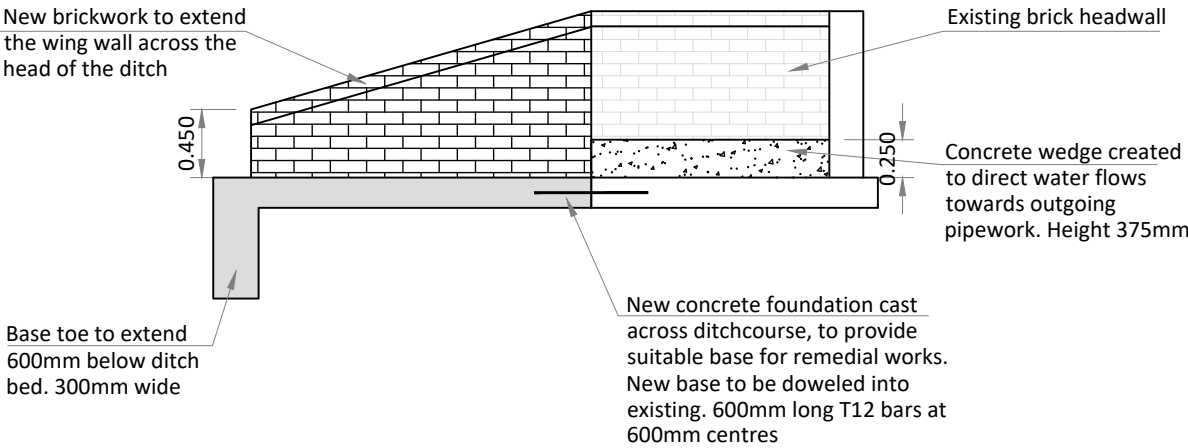 New brickwork to extend
the wing wall across the
head of the ditch
Existing brick headwall
0.450
0.250
Concrete wedge created
to direct water flows
towards outgoing
pipework. Height 375mm
Base toe to extend
600mm below ditch
bed. 300mm wide
New concrete foundation cast
across ditchcourse, to provide
suitable base for remedial works.
New base to be doweled into
existing. 600mm long T12 bars at
600mm centres